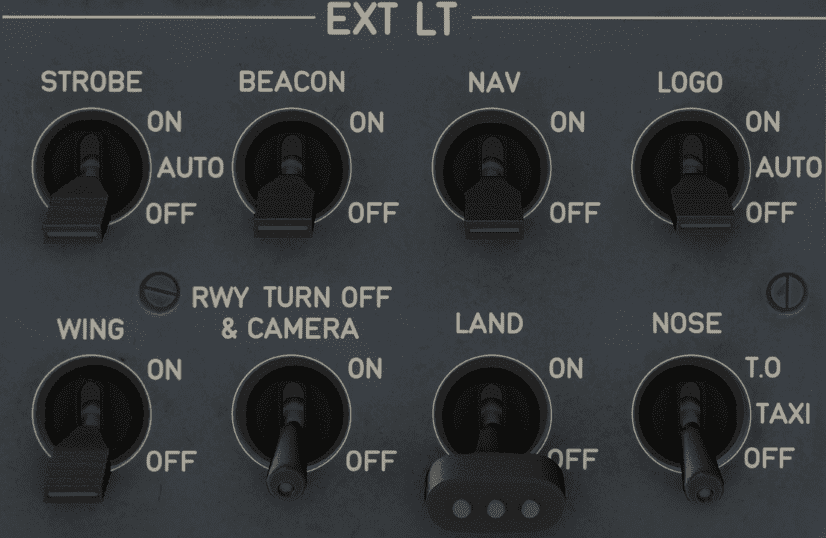 EXT LT
STROBE
ON
AUTO
OFF
BEACON
ON
OFF
NAV
ON
OFF
LOGO
ON
AUTO
OFF
WING
ON
OFF
RWY TURN OFF
& CAMERA
ON
OFF
LAND
ON
OFF
NOSE
T.O
TAXI
OFF